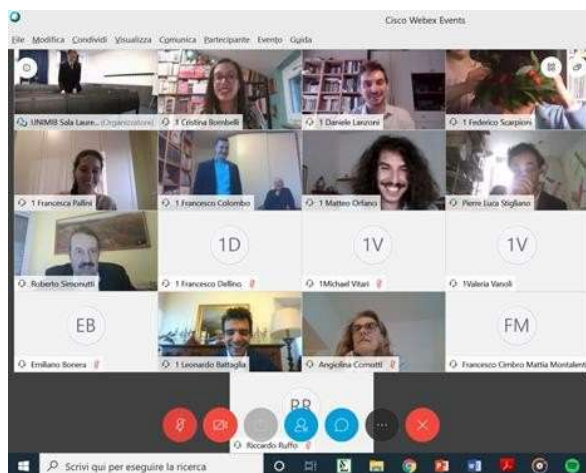 Cisco Webex Events
File Modifica Condividi Visualizza Comunica Partecipante Evento Guida
UNIMIB Sala Laure... (Organizzatore)
1 Cristina Bombelli
1 Daniele Lanzoni
1 Federico Scarpioni
1 Francesca Pallini
1 Francesco Colombo
1 Matteo Orfano
Pierre Luca Stigliano
Roberto Simonutti
1D
1 Francesco Dellino
1V
1Michael Vitari
1V
1Valeria Vanoli
EB
Emiliano Bonera
1 Leonardo Battaglia
Angiolina Comotti
FM
Francesco Cimbro Mattia Montalenti
RR
Riccardo Ruffo
Scrivi qui per eseguire la ricerca